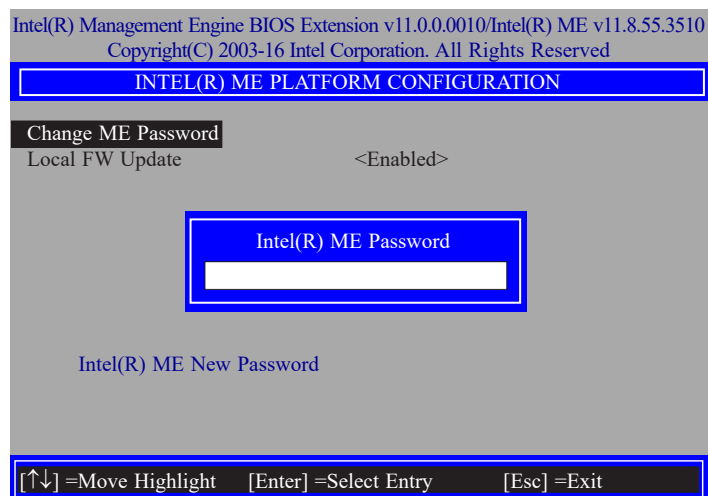 Intel(R) Management Engine BIOS Extension v11.0.0.0010/Intel(R) ME v11.8.55.3510
Copyright(C) 2003-16 Intel Corporation. All Rights Reserved
INTEL(R) ME PLATFORM CONFIGURATION
Change ME Password
Local FW Update <Enabled>
Intel(R) ME Password
Intel(R) ME New Password
[↑↓] =Move Highlight [Enter] =Select Entry [Esc] =Exit